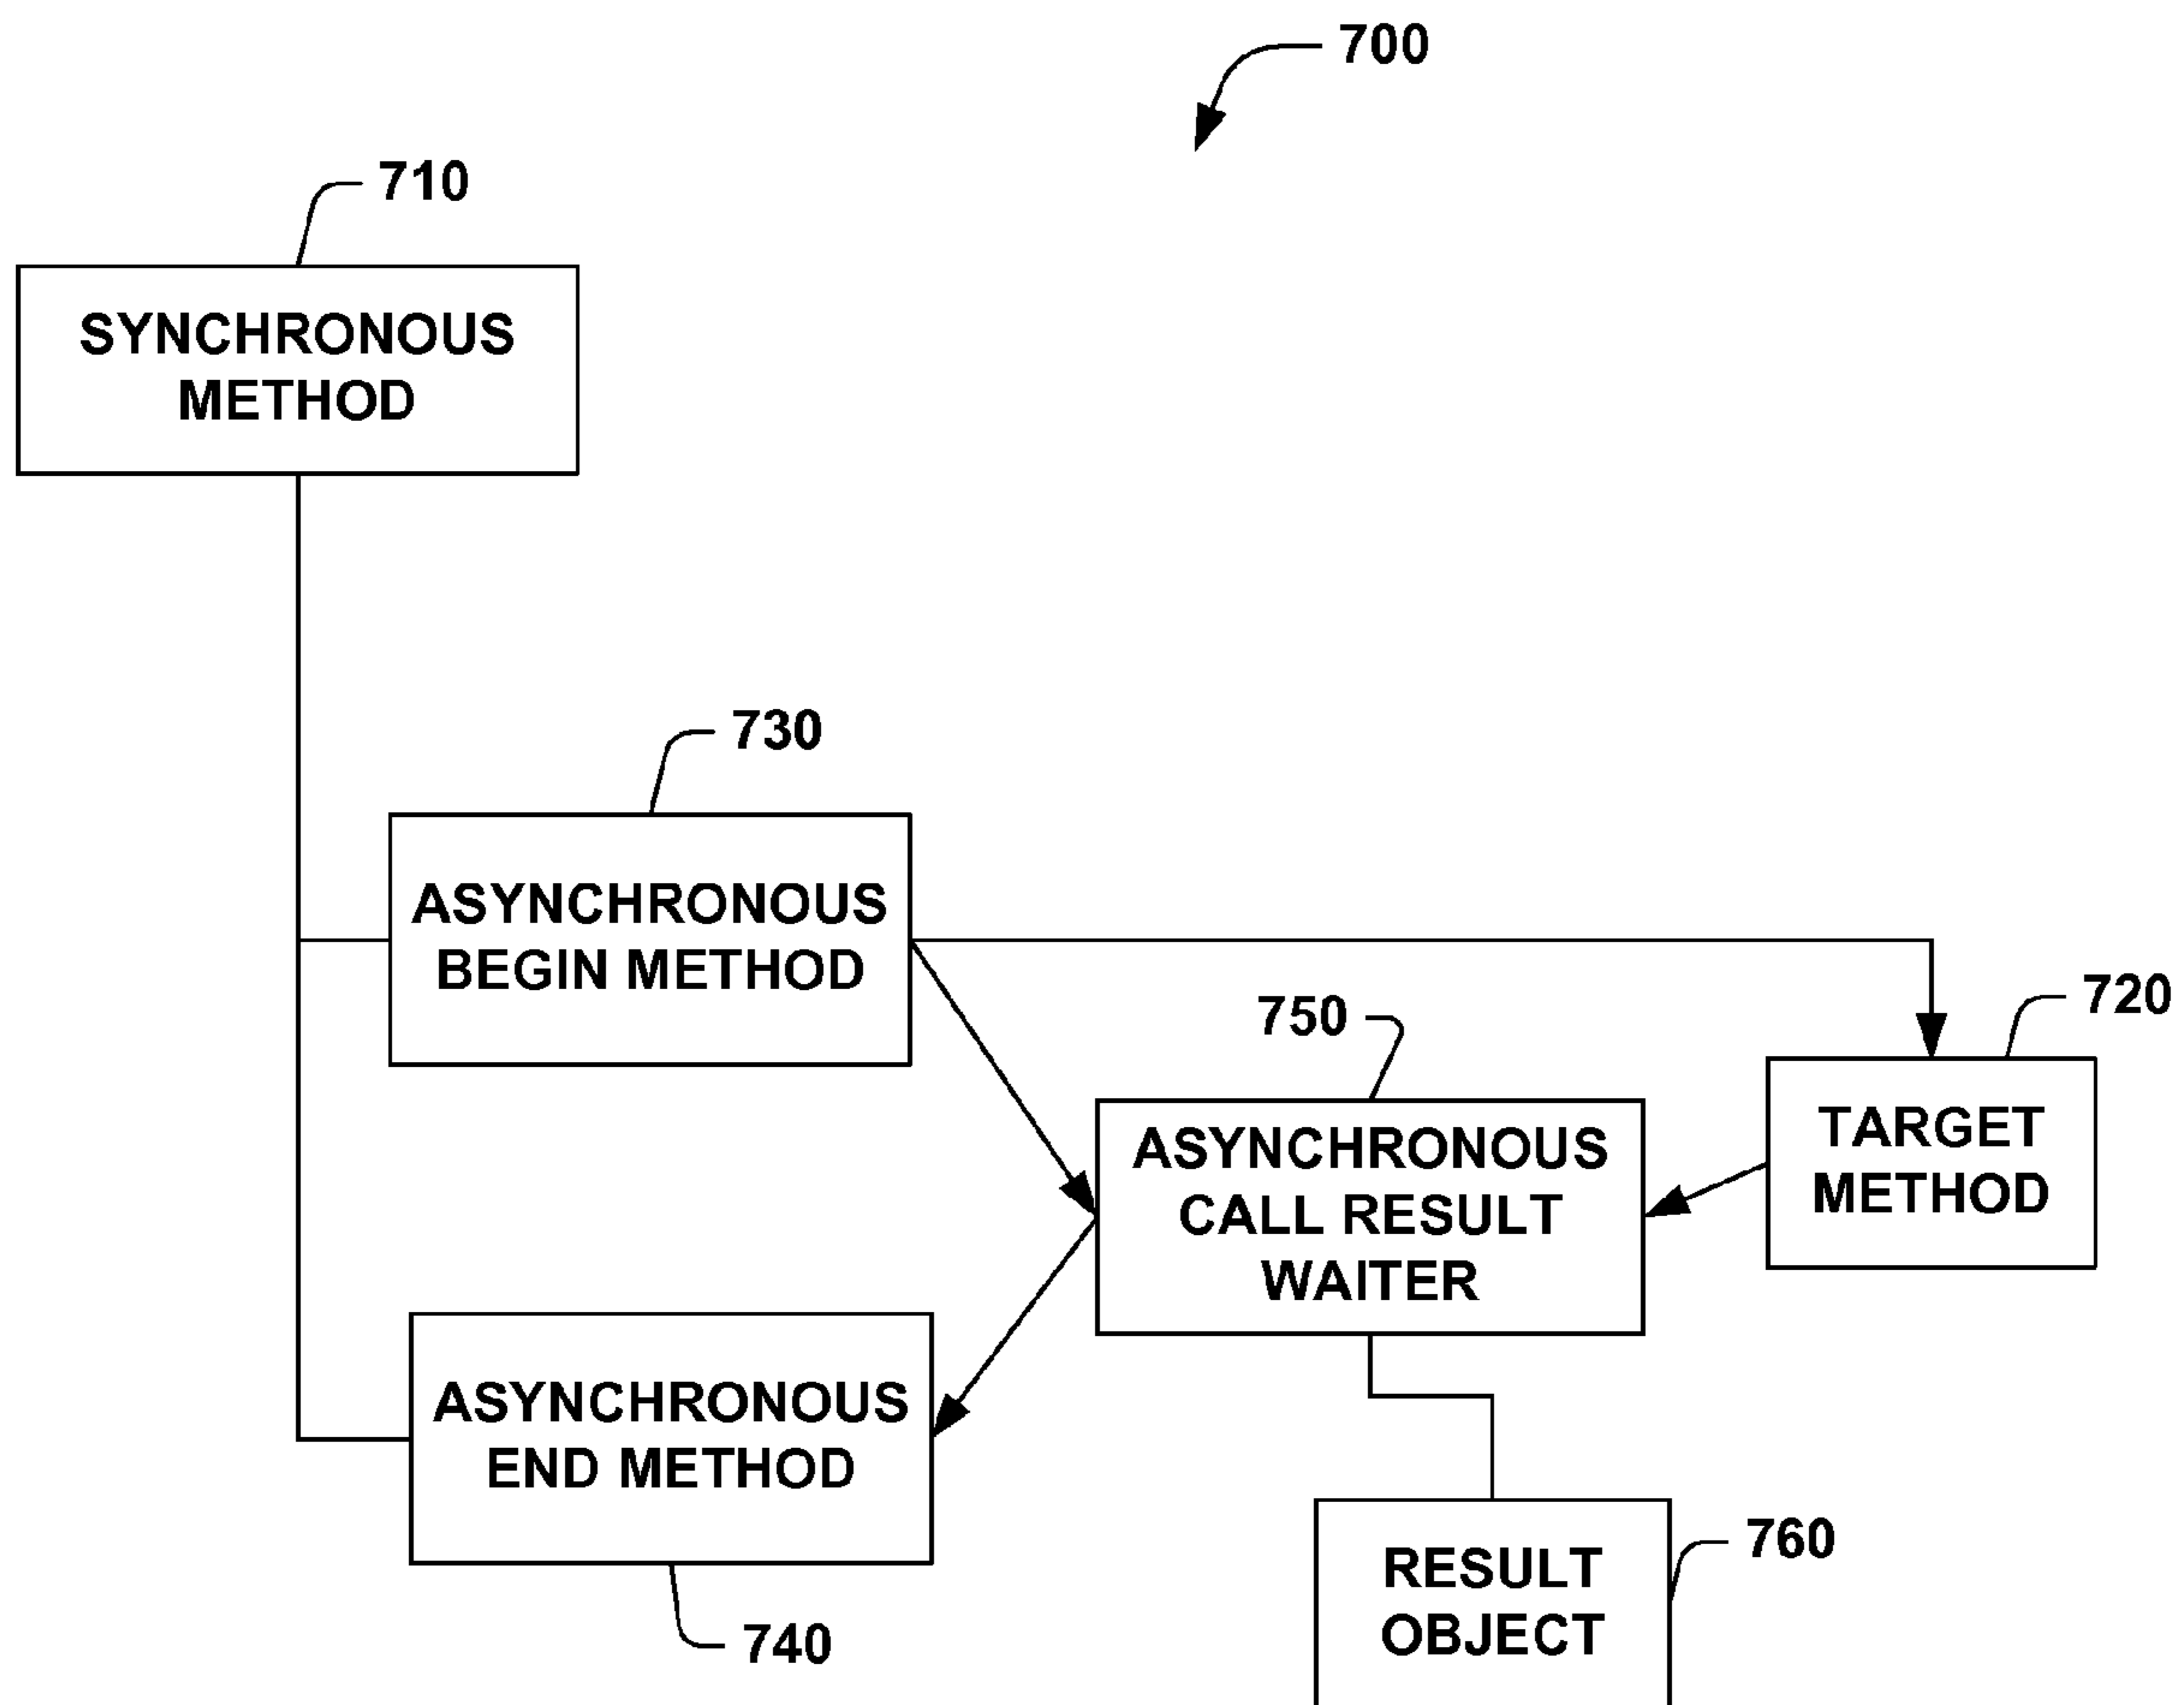 700
710
SYNCHRONOUS
METHOD
730
ASYNCHRONOUS
BEGIN METHOD
720
750
TARGET
METHOD
ASYNCHRONOUS
CALL RESULT
WAITER
ASYNCHRONOUS
END METHOD
740
760
RESULT
OBJECT